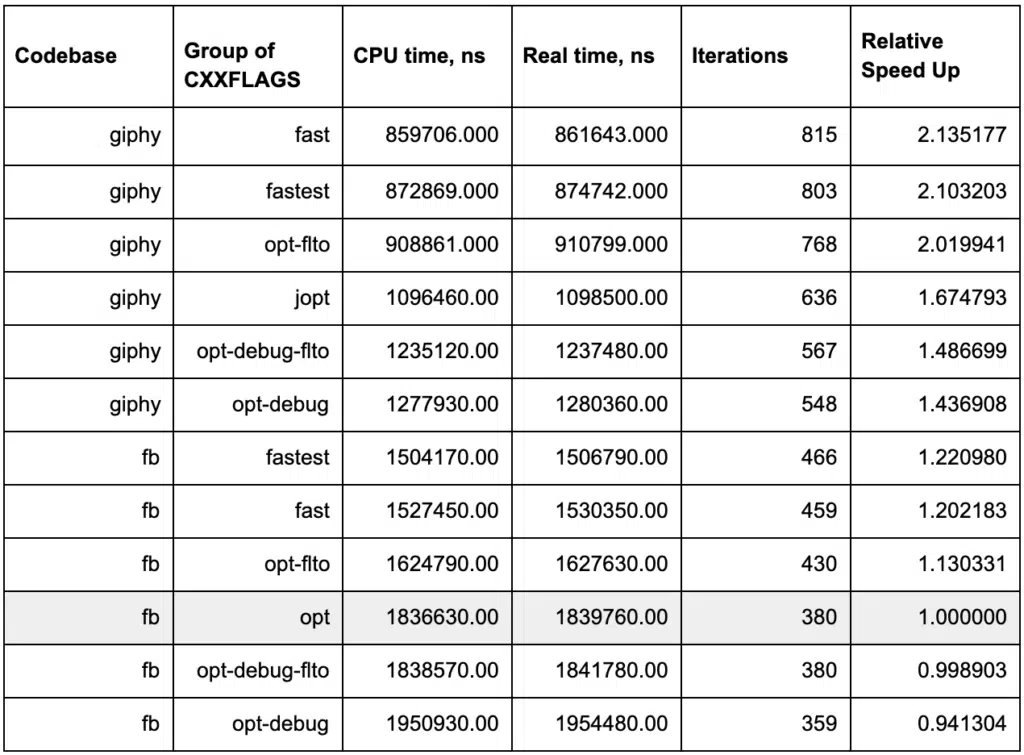 Codebase Group of CXXFLAGS CPU time, ns Real time, ns Iterations Relative Speed Up
giphy fast 859706.000 861643.000 815 2.135177
giphy fastest 872869.000 874742.000 803 2.103203
giphy opt-flto 908861.000 910799.000 768 2.019941
giphy jopt 1096460.00 1098500.00 636 1.674793
giphy opt-debug-flto 1235120.00 1237480.00 567 1.486699
giphy opt-debug 1277930.00 1280360.00 548 1.436908
fb fastest 1504170.00 1506790.00 466 1.220980
fb fast 1527450.00 1530350.00 459 1.202183
fb opt-flto 1624790.00 1627630.00 430 1.130331
fb opt 1836630.00 1839760.00 380 1.000000
fb opt-debug-flto 1838570.00 1841780.00 380 0.998903
fb opt-debug 1950930.00 1954480.00 359 0.941304